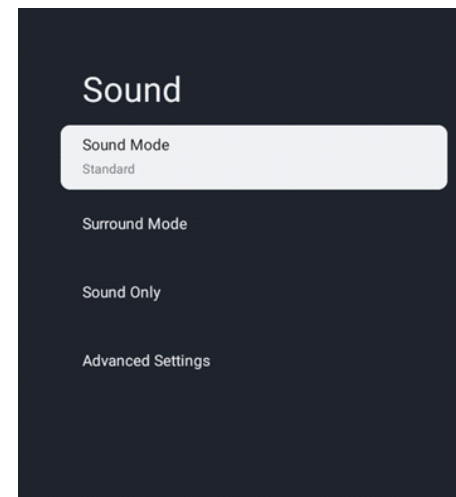 Sound
Sound Mode
Standard
Surround Mode
Sound Only
Advanced Settings